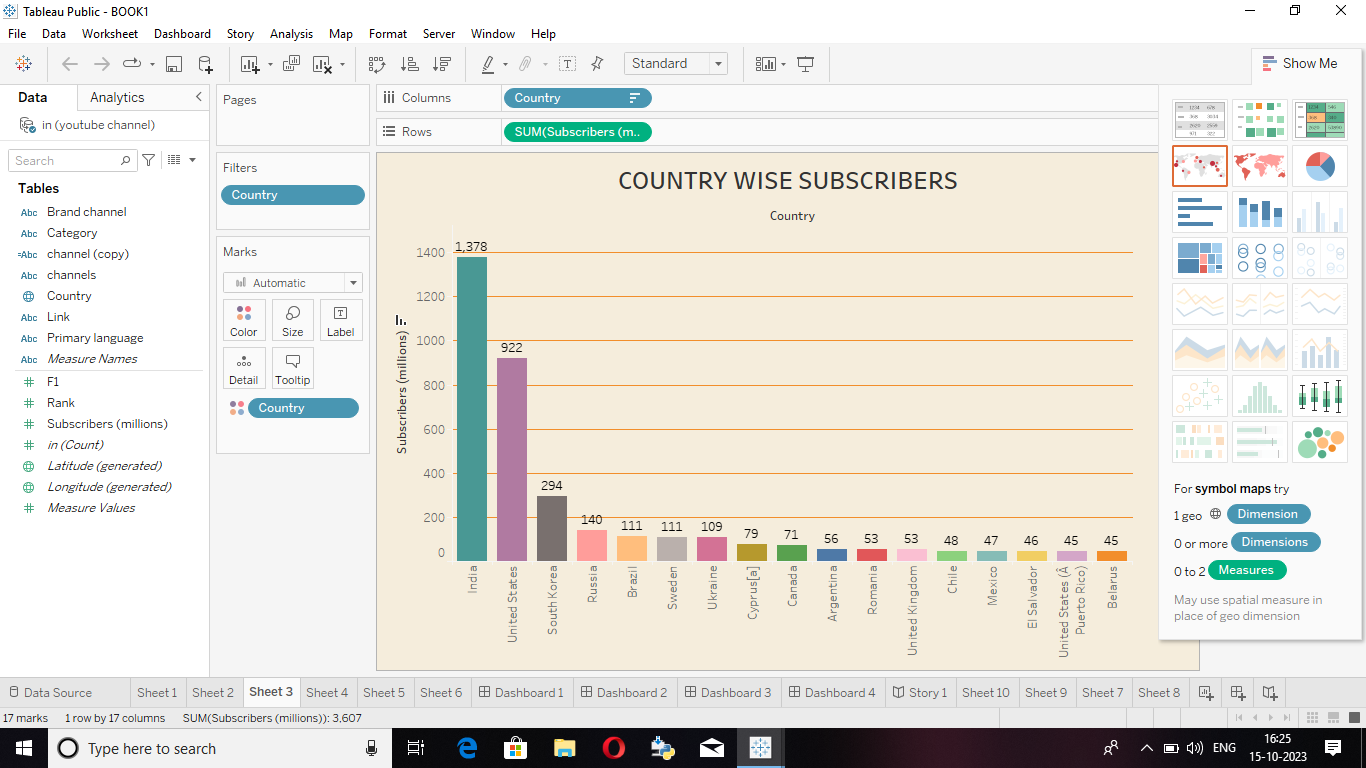 Tableau Public - BOOK1
File Data Worksheet Dashboard Story Analysis Map Format Server Window Help
Standard
Show Me
Data Analytics
in (youtube channel)
Search
Tables
Abc Brand channel
Abc Category
=Abc channel (copy)
Abc channels
Country
Abc Link
Abc Primary language
Abc Measure Names
F1
Rank
Subscribers (millions)
in (Count)
Latitude (generated)
Longitude (generated)
Measure Values
Pages
Filters
Country
Marks
Automatic
Color Size Label
Detail Tooltip
Country
Columns Country
Rows SUM(Subscribers (m..
COUNTRY WISE SUBSCRIBERS
Country
Subscribers (millions)
1400
1200
1000
800
600
400
200
0
1,378
922
294
140
111
111
109
79
71
56
53
53
48
47
46
45
45
India
United States
South Korea
Russia
Brazil
Sweden
Ukraine
Cyprus[a]
Canada
Argentina
Romania
United Kingdom
Chile
Mexico
El Salvador
United States (Â
Puerto Rico)
Belarus
For symbol maps try
1 geo Dimension
0 or more Dimensions
0 to 2 Measures
May use spatial measure in
place of geo dimension
Data Source Sheet 1 Sheet 2 Sheet 3 Sheet 4 Sheet 5 Sheet 6 Dashboard 1 Dashboard 2 Dashboard 3 Dashboard 4 Story 1 Sheet 10 Sheet 9 Sheet 7 Sheet 8
17 marks 1 row by 17 columns SUM(Subscribers (millions)): 3,607
Type here to search
ENG
16:25
15-10-2023